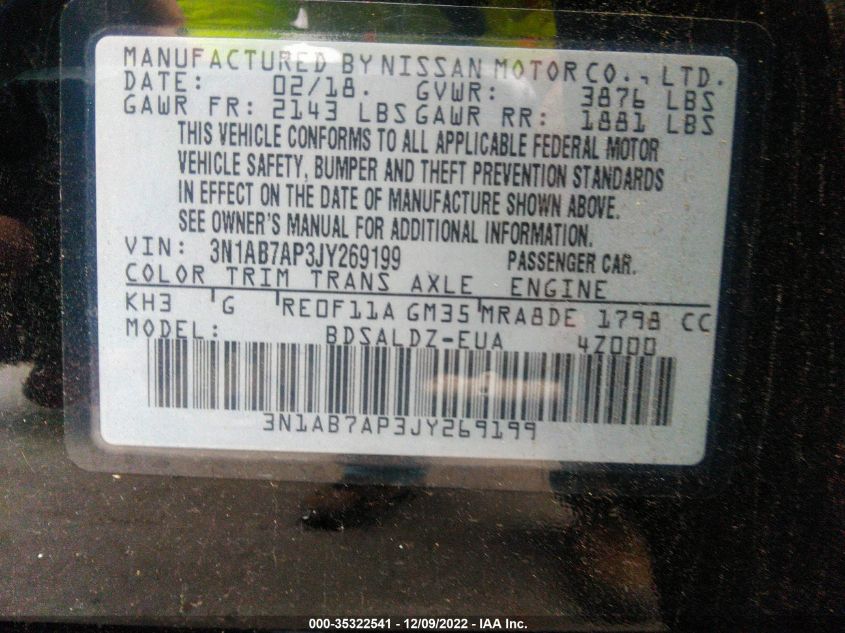 MANUFACTURED BY NISSAN MOTOR CO., LTD.
DATE: 02/18. GVWR: 3876 LBS
GAWR FR: 2143 LBS GAWR RR: 1881 LBS
THIS VEHICLE CONFORMS TO ALL APPLICABLE FEDERAL MOTOR
VEHICLE SAFETY, BUMPER AND THEFT PREVENTION STANDARDS
IN EFFECT ON THE DATE OF MANUFACTURE SHOWN ABOVE.
SEE OWNER'S MANUAL FOR ADDITIONAL INFORMATION.
VIN: 3N1AB7AP3JY269199 PASSENGER CAR.
COLOR TRIM TRANS AXLE ENGINE
KH3 G RE0F11A GM35 MRA8DE 1798 CC
MODEL: BDSALDZ-EUA 4Z000
3N1AB7AP3JY269199
000-35322541 - 12/09/2022 - IAA Inc.